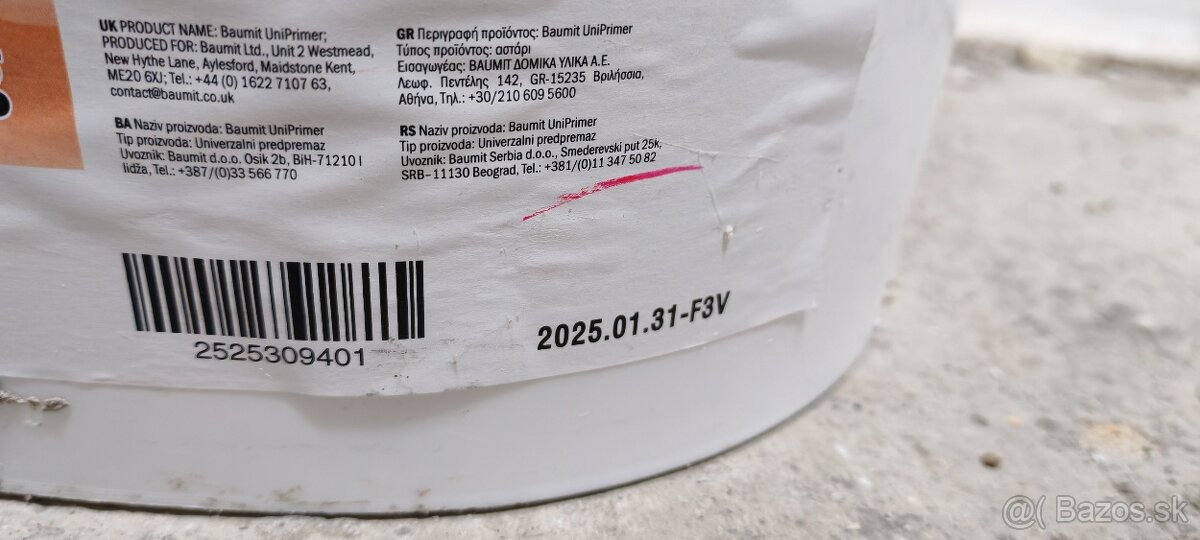 UK PRODUCT NAME: Baumit UniPrimer;
PRODUCED FOR: Baumit Ltd., Unit 2 Westmead,
New Hythe Lane, Aylesford, Maidstone Kent,
ME20 6XJ; Tel.: +44 (0) 1622 7107 63,
contact@baumit.co.uk
GR Περιγραφή προϊόντος: Baumit UniPrimer
Τύπος προϊόντος: αστάρι
Εισαγωγέας: BAUMIT ΔΟΜΙΚΑ ΥΛΙΚΑ Α.Ε.
Λεωφ. Πεντέλης 142, GR-15235 Βριλήσσια,
Αθήνα, Τηλ.: +30/210 609 5600
BA Naziv proizvoda: Baumit UniPrimer
Tip proizvoda: Univerzalni predpremaz
Uvoznik: Baumit d.o.o. Osik 2b, BiH-71210 I
lidža, Tel.: +387/(0)33 566 770
RS Naziv proizvoda: Baumit UniPrimer
Tip proizvoda: Univerzalni predpremaz
Uvoznik: Baumit Serbia d.o.o., Smederevski put 25k,
SRB-11130 Beograd, Tel.: +381/(0)11 347 50 82
2525309401
2025.01.31-F3V
@( Bazos.sk